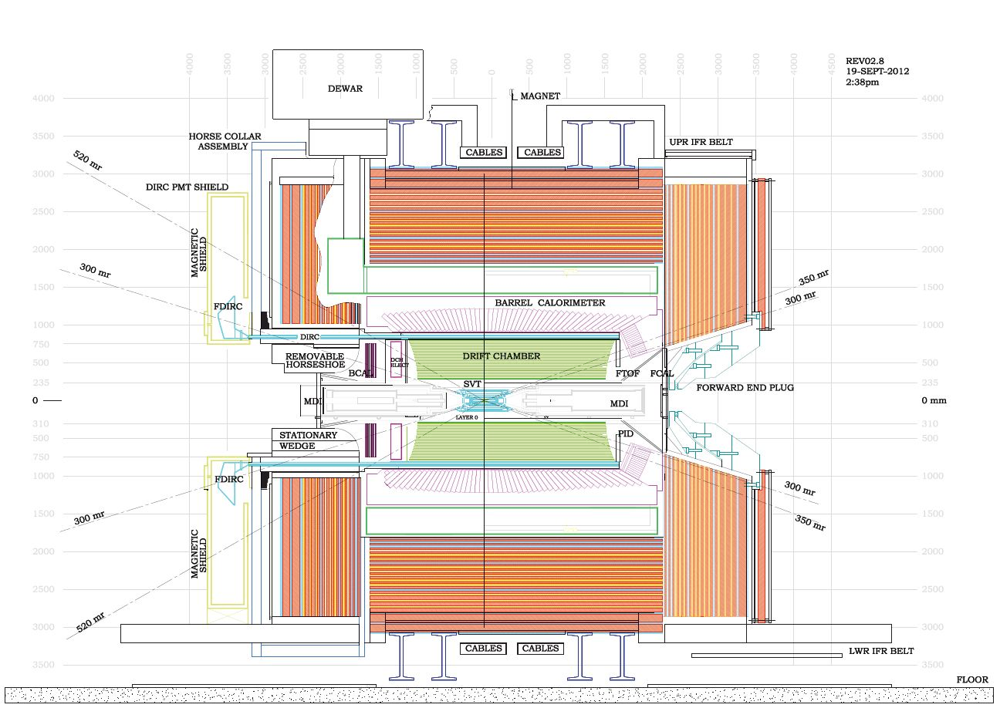 4000 3500 3000 2500 2000 1500 1000 500 0 500 1000 1500 2000 2500 3000 3500 4000 4500
REV02.8
19-SEPT-2012
2:38pm
DEWAR
MAGNET
4000 4000
HORSE COLLAR
ASSEMBLY
3500 3500
UPR IFR BELT
CABLES CABLES
520 mr
3000 3000
DIRC PMT SHIELD
2500 2500
MAGNETIC
SHIELD
2000 2000
300 mr
350 mr
1500 1500
300 mr
FDIRC
BARREL CALORIMETER
1000 1000
DIRC
750
REMOVABLE
HORSESHOE
DCH
ELECT
DRIFT CHAMBER
500 500
BCAL
FTOF FCAL
235 235
SVT
FORWARD END PLUG
0 0 mm
MDI MDI
LAYER 0
310 310
STATIONARY
WEDGE
PID
500 500
750 750
1000 1000
FDIRC
300 mr
300 mr
1500 1500
350 mr
MAGNETIC
SHIELD
2000 2000
2500 2500
520 mr
3000 3000
CABLES CABLES
LWR IFR BELT
3500 3500
FLOOR